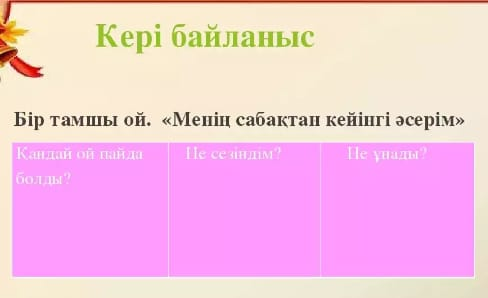 Кері байланыс
Бір тамшы ой. «Менің сабақтан кейінгі әсерім»
Қандай ой пайда
болды?
Не сезіндім?
Не ұнады?